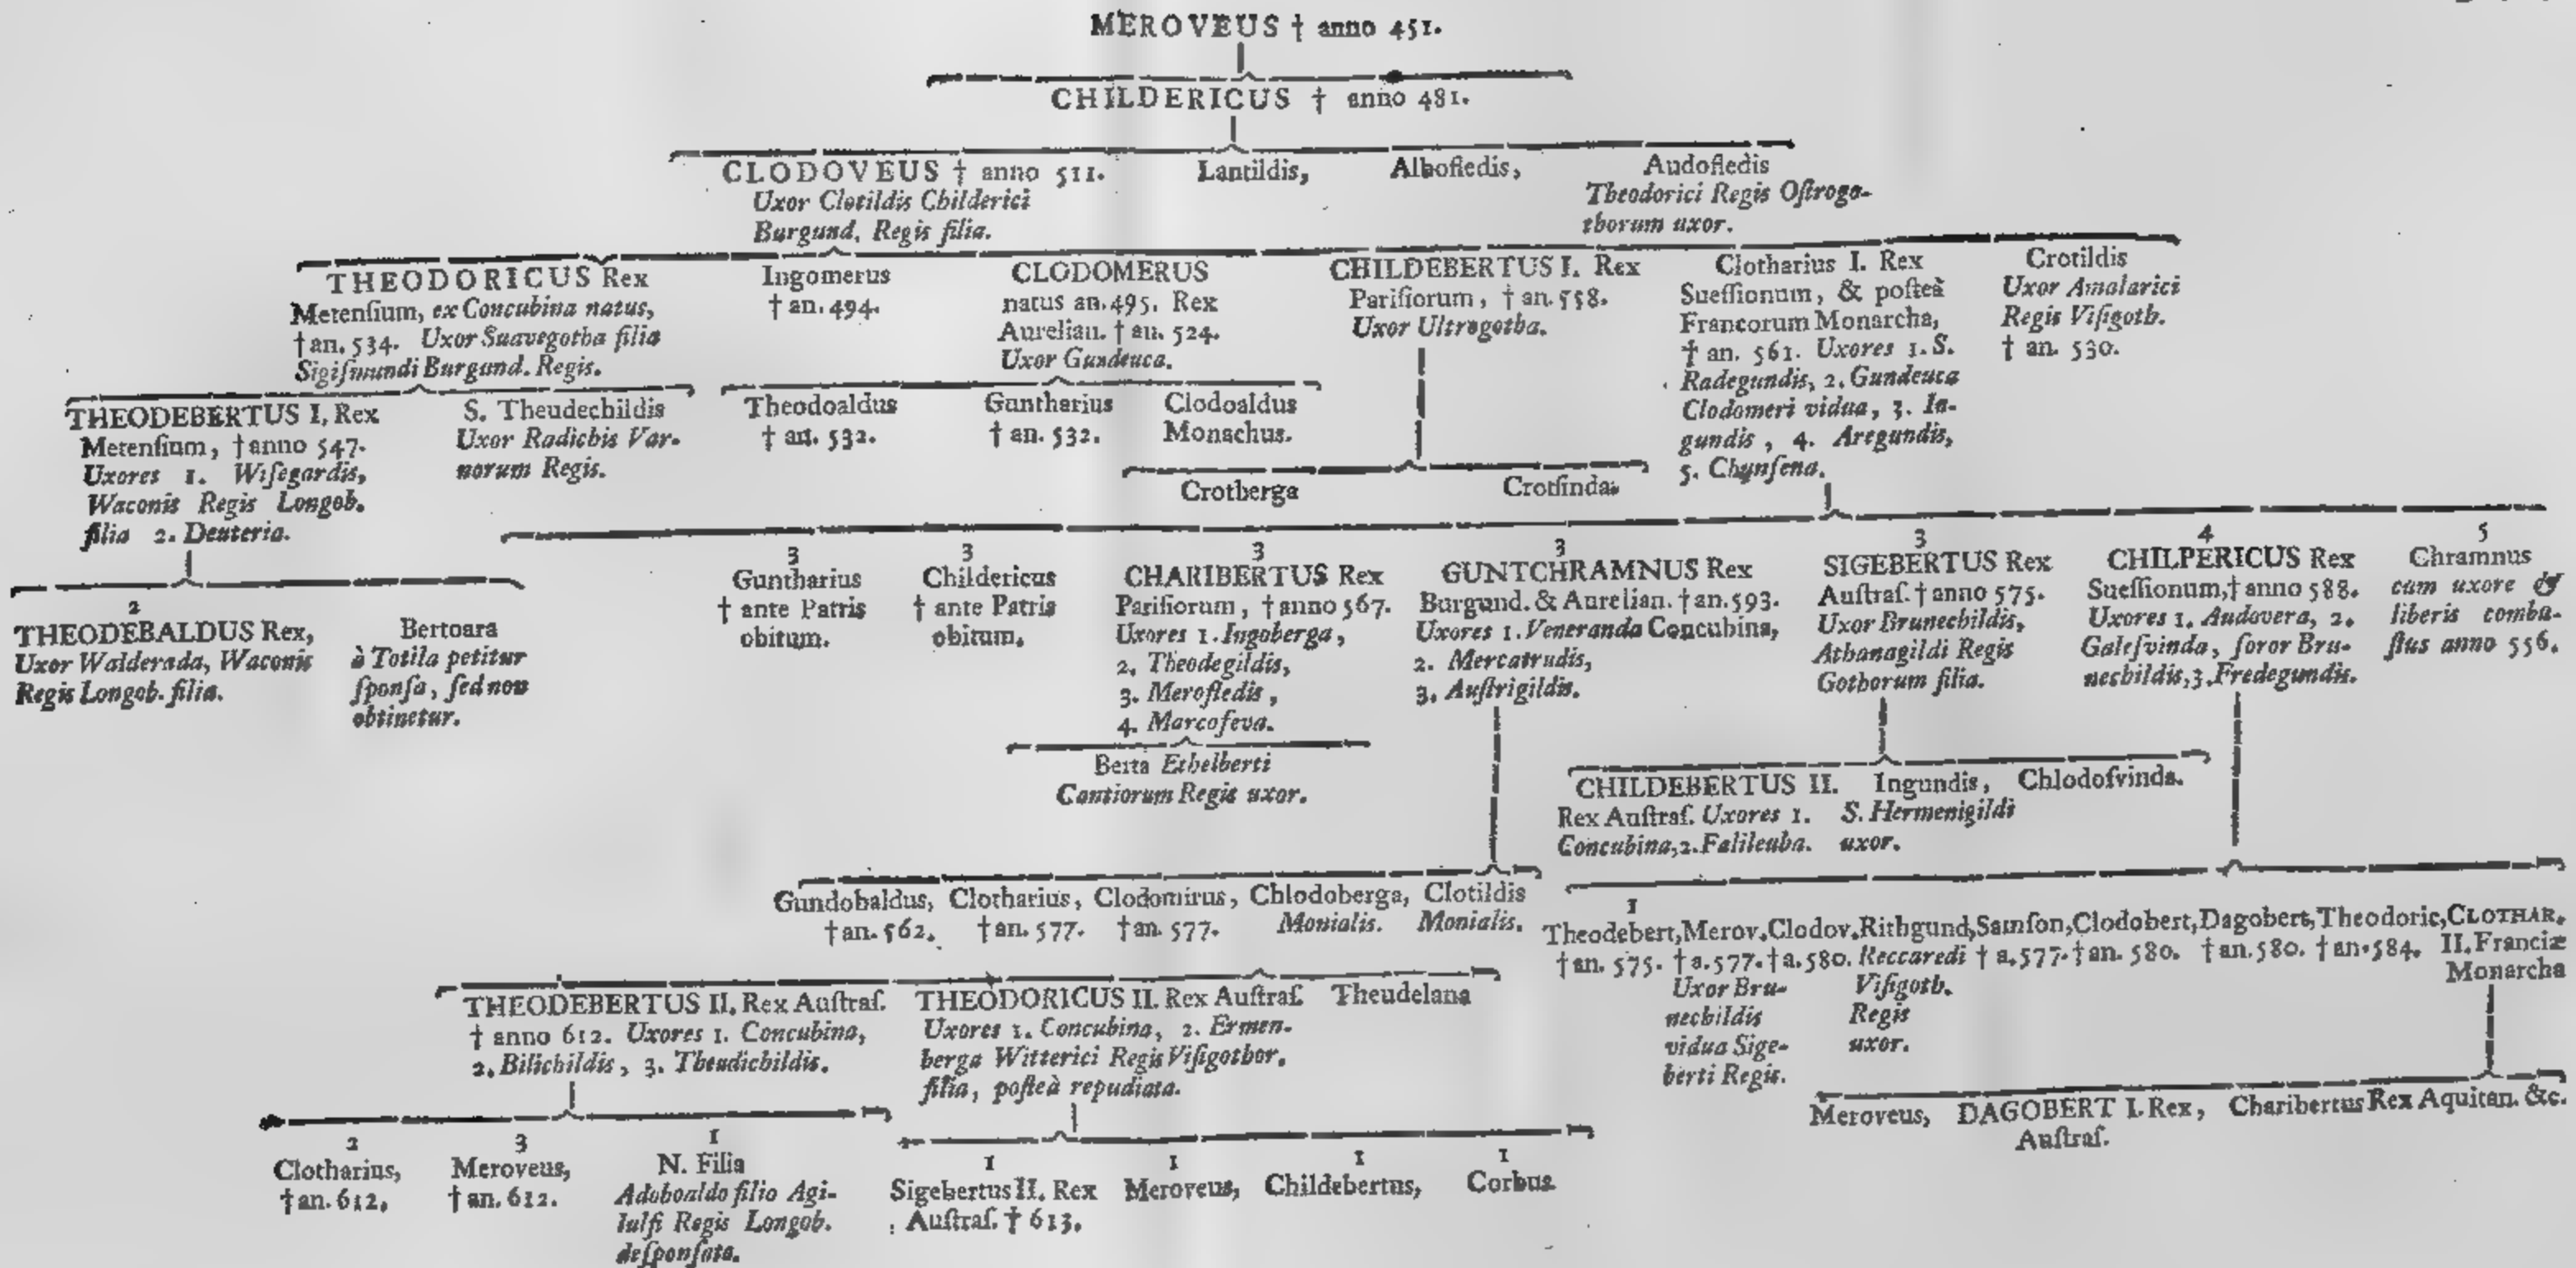 MEROVEUS † anno 451.
CHILDERICUS † anno 481.
CLODOVEUS † anno 511.
Uxor Clotildis Childerici
Burgund. Regis filia.
Lantildis,
Albofledis,
Audofledis
Theodorici Regis Oſtrogo-
thorum uxor.
THEODORICUS Rex
Metenſium, ex Concubina natus,
† an. 534. Uxor Suavegotha filia
Sigiſmundi Burgund. Regis.
Ingomerus
† an. 494.
CLODOMERUS
natus an. 495. Rex
Aurelian. † an. 524.
Uxor Gundeuca.
CHILDEBERTUS I. Rex
Pariſiorum, † an. 558.
Uxor Ultrogotha.
Clotharius I. Rex
Sueſſionum, & poſteà
Francorum Monarcha,
† an. 561. Uxores 1. S.
Radegundis, 2. Gundeuca
Clodomeri vidua, 3. In-
gundis, 4. Aregundis,
5. Chunſena.
Crotildis
Uxor Amalarici
Regis Viſigoth.
† an. 530.
THEODEBERTUS I. Rex
Metenſium, † anno 547.
Uxores 1. Wiſegardis,
Waconis Regis Longob.
filia 2. Deuteria.
S. Theudechildis
Uxor Radichis Var-
norum Regis.
Theodoaldus
† an. 532.
Guntharius
† an. 532.
Clodoaldus
Monachus.
Crotberga
Crotſinda.
2
THEODEBALDUS Rex,
Uxor Walderada, Waconis
Regis Longob. filia.
Bertoara
à Totila petitur
ſponſa, ſed non
obtinetur.
3
Guntharius
† ante Patris
obitum.
3
Childericus
† ante Patris
obitum.
3
CHARIBERTUS Rex
Pariſiorum, † anno 567.
Uxores 1. Ingoberga,
2. Theodegildis,
3. Merofledis,
4. Marcofeva.
3
GUNTCHRAMNUS Rex
Burgund. & Aurelian. † an. 593.
Uxores 1. Veneranda Concubina,
2. Mercatrudis,
3. Auſtrigildis.
3
SIGEBERTUS Rex
Auſtraſ. † anno 575.
Uxor Brunechildis,
Athanagildi Regis
Gothorum filia.
4
CHILPERICUS Rex
Sueſſionum, † anno 588.
Uxores 1. Audovera, 2.
Galeſvinda, ſoror Bru-
nechildis, 3. Fredegundis.
5
Chramnus
cum uxore &
liberis combu-
ſtus anno 556.
Berta Ethelberti
Cantiorum Regis uxor.
CHILDEBERTUS II.
Rex Auſtraſ. Uxores 1.
Concubina, 2. Falileuba.
Ingundis,
S. Hermenigildi
uxor.
Chlodoſvinda.
Gundobaldus,
† an. 562.
Clotharius,
† an. 577.
Clodomirus,
† an. 577.
Chlodoberga,
Monialis.
Clotildis
Monialis.
1
Theodebert, Merov, Clodov. Rithgund, Samſon, Clodobert, Dagobert, Theodoric, CLOTHAR.
† an. 575. † a. 577. † a. 580. Reccaredi † a. 577. † an. 580. † an. 580. † an. 584. II. Franciæ
Monarcha
Uxor Bru-
nechildis
vidua Sige-
berti Regis.
Viſigoth.
Regis
uxor.
THEODEBERTUS II. Rex Auſtraſ.
† anno 612. Uxores 1. Concubina,
2. Bilichildis, 3. Theudichildis.
THEODORICUS II. Rex Auſtraſ.
Uxores 1. Concubina, 2. Ermen-
berga Witterici Regis Viſigothor.
filia, poſteà repudiata.
Theudelana
Meroveus,
DAGOBERT I. Rex,
Auſtraſ.
Charibertus Rex Aquitan. &c.
2
Clotharius,
† an. 612.
3
Meroveus,
† an. 612.
1
N. Filia
Adoboaldo filio Agi-
lulfi Regis Longob.
deſponſata.
1
Sigebertus II. Rex
Auſtraſ. † 613.
1
Meroveus,
1
Childebertus,
1
Corbus